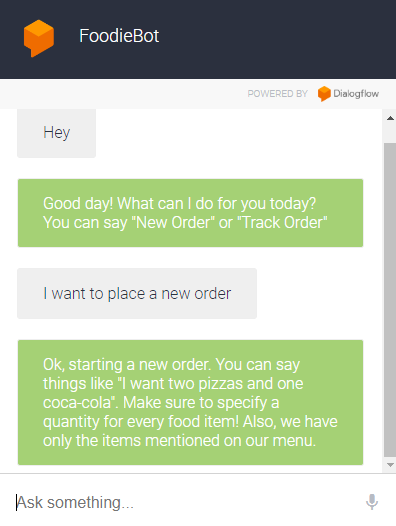 FoodieBot
POWERED BY Dialogflow
Hey
Good day! What can I do for you today?
You can say "New Order" or "Track Order"
I want to place a new order
Ok, starting a new order. You can say
things like "I want two pizzas and one
coca-cola". Make sure to specify a
quantity for every food item! Also, we have
only the items mentioned on our menu.
Ask something...